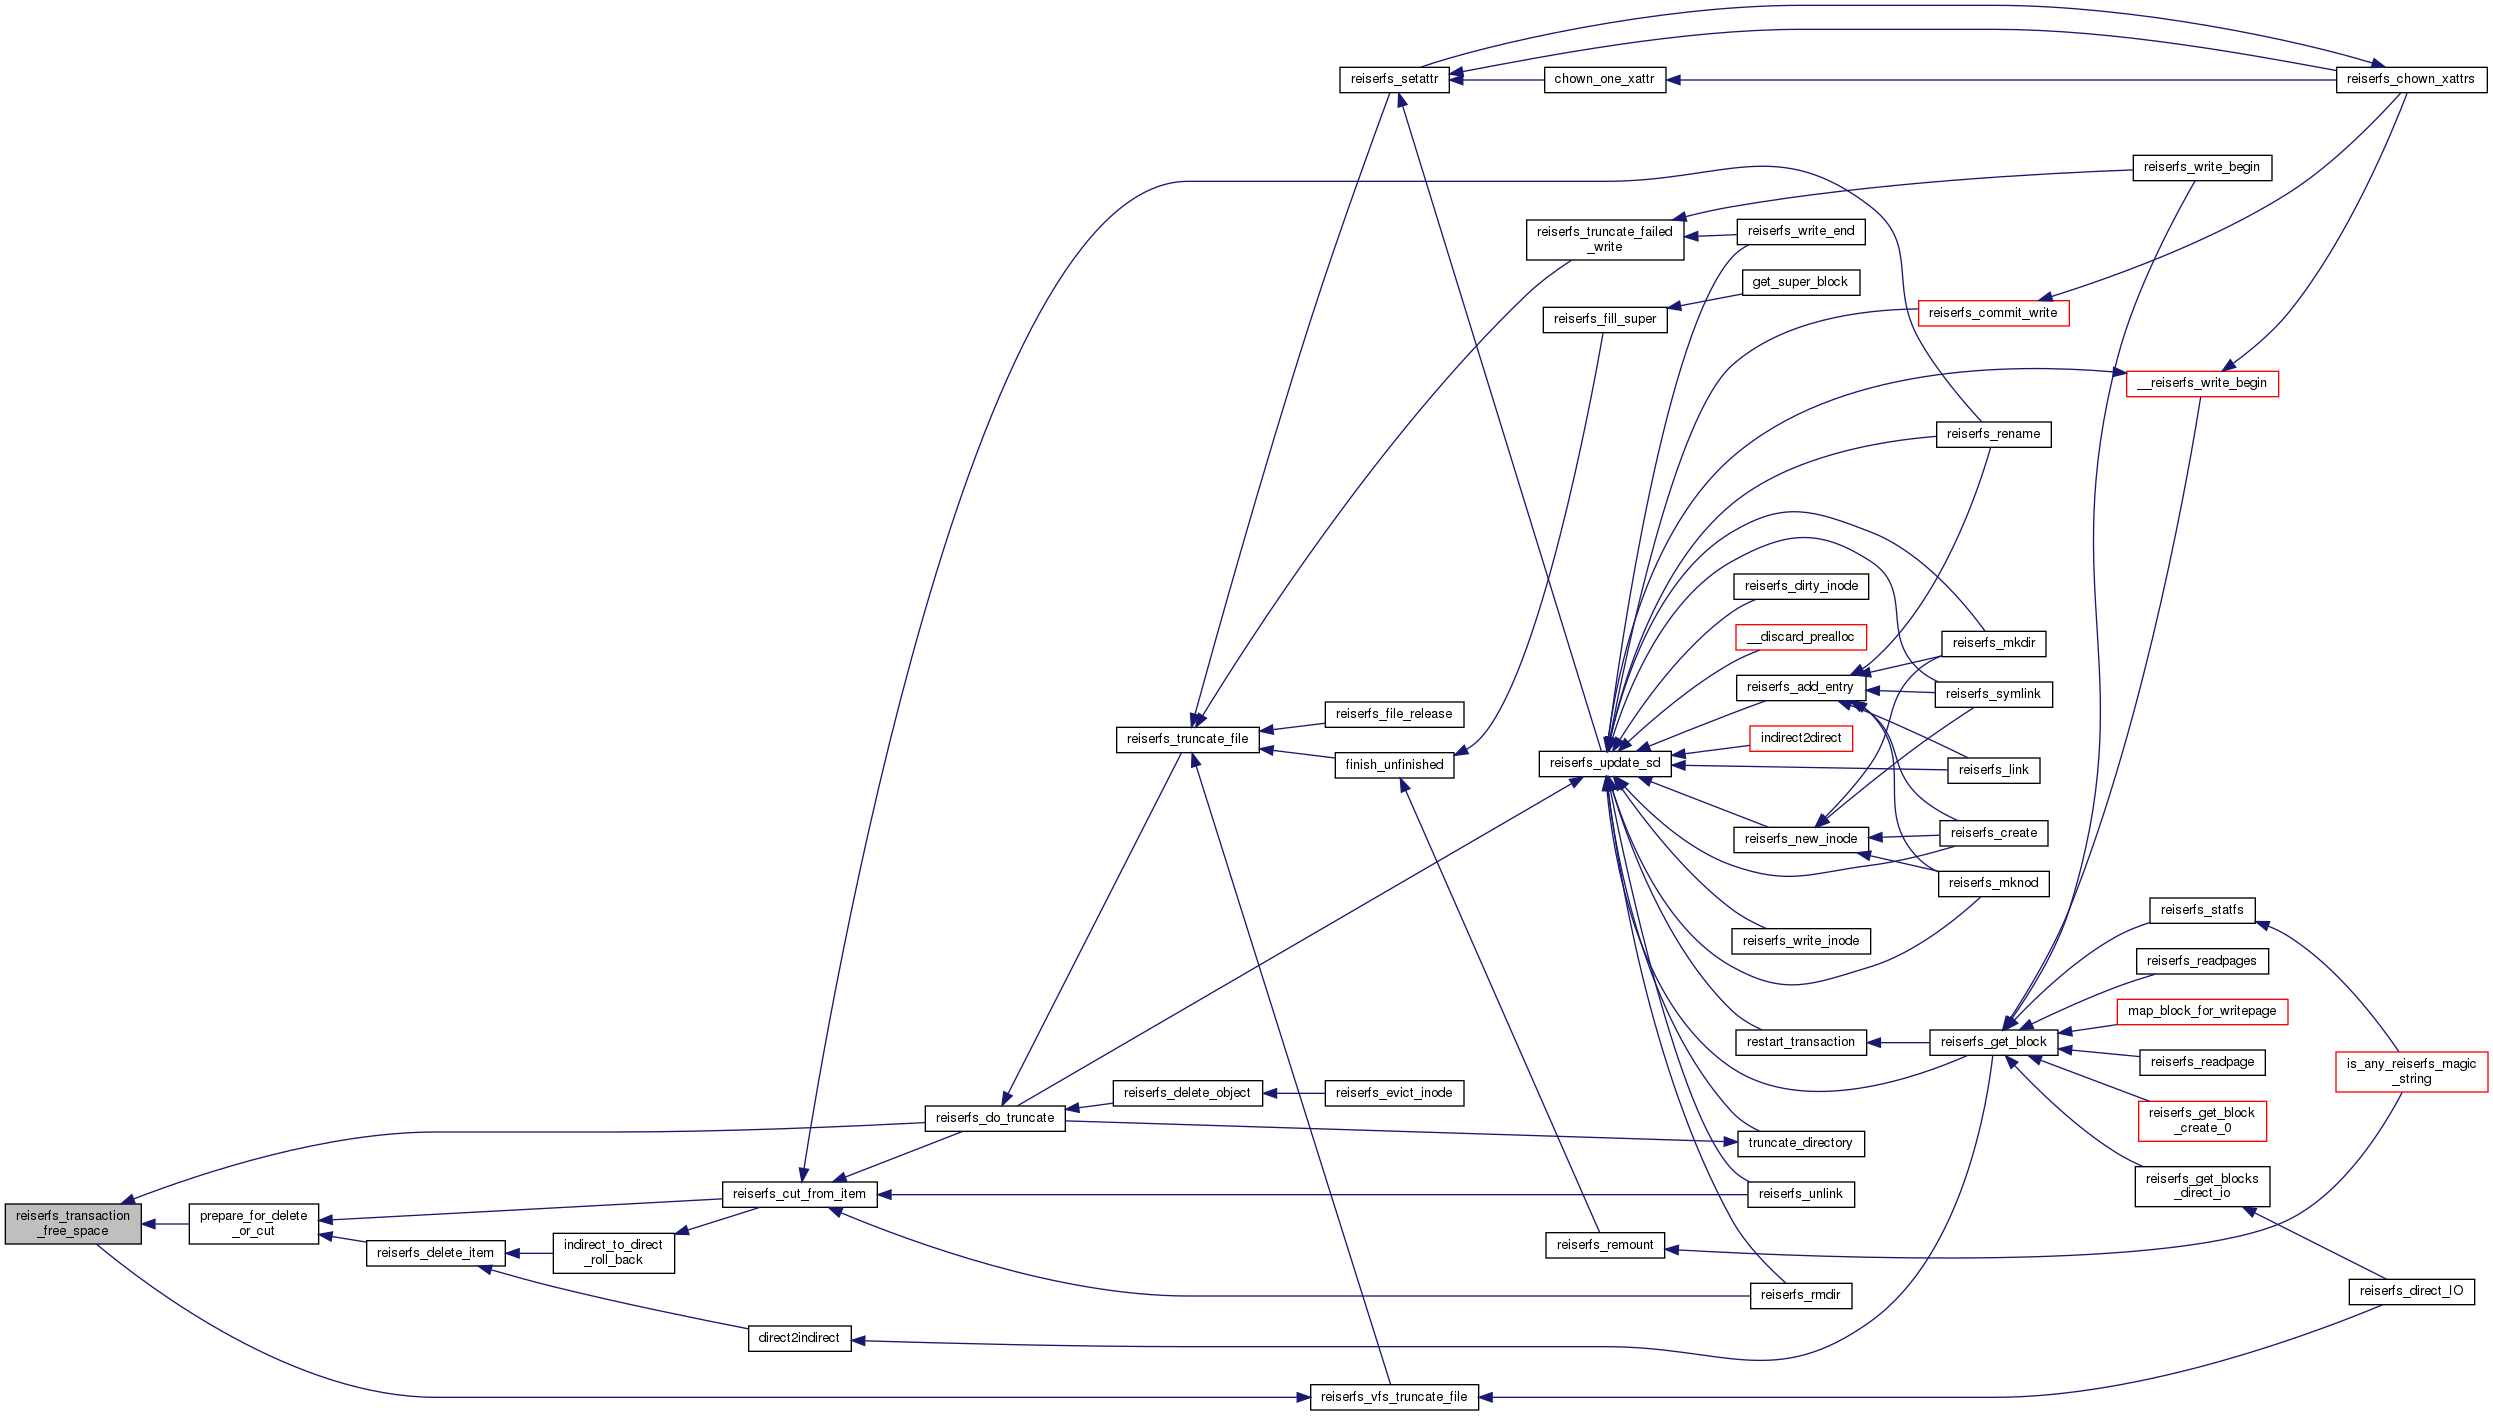 reiserfs_setattr
chown_one_xattr
reiserfs_chown_xattrs
reiserfs_write_begin
reiserfs_truncate_failed
_write
reiserfs_write_end
get_super_block
reiserfs_fill_super
reiserfs_commit_write
__reiserfs_write_begin
reiserfs_rename
reiserfs_dirty_inode
__discard_prealloc
reiserfs_mkdir
reiserfs_add_entry
reiserfs_symlink
reiserfs_file_release
reiserfs_truncate_file
indirect2direct
finish_unfinished
reiserfs_update_sd
reiserfs_link
reiserfs_new_inode
reiserfs_create
reiserfs_mknod
reiserfs_statfs
reiserfs_write_inode
reiserfs_readpages
map_block_for_writepage
restart_transaction
reiserfs_get_block
reiserfs_readpage
is_any_reiserfs_magic
_string
reiserfs_delete_object
reiserfs_evict_inode
reiserfs_do_truncate
reiserfs_get_block
_create_0
truncate_directory
reiserfs_get_blocks
_direct_io
reiserfs_cut_from_item
reiserfs_unlink
reiserfs_transaction
_free_space
prepare_for_delete
_or_cut
reiserfs_delete_item
indirect_to_direct
_roll_back
reiserfs_remount
reiserfs_rmdir
reiserfs_direct_IO
direct2indirect
reiserfs_vfs_truncate_file